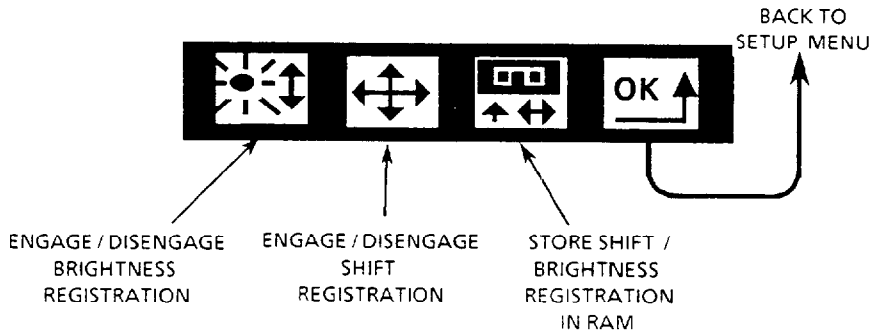 BACK TO
SETUP MENU
OK
ENGAGE / DISENGAGE
BRIGHTNESS
REGISTRATION
ENGAGE / DISENGAGE
SHIFT
REGISTRATION
STORE SHIFT /
BRIGHTNESS
REGISTRATION
IN RAM